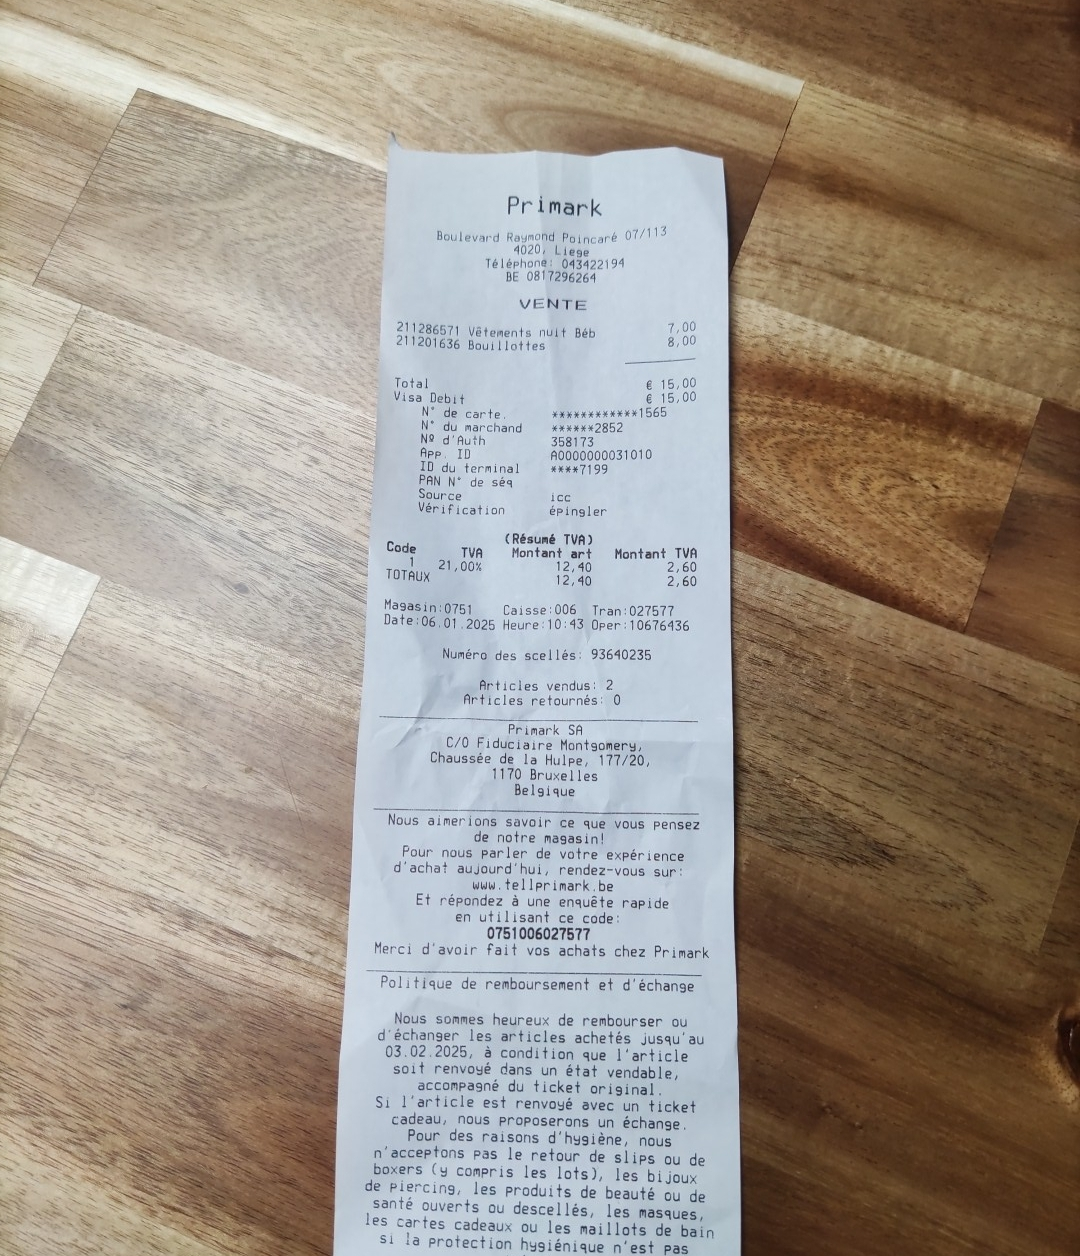 Primark
Boulevard Raymond Poincaré 07/113
4020, Liege
Téléphone: 043422194
BE 0817296264
VENTE
211286571 Vêtements nuit Béb 7,00
211201636 Bouillottes 8,00
Total € 15,00
Visa Debit € 15,00
N° de carte. ************1565
N° du marchand ******2852
Nº d'Auth 358173
App. ID A0000000031010
ID du terminal ****7199
PAN N° de séq
Source icc
Vérification épingler
(Résumé TVA)
Code TVA Montant art Montant TVA
1 21,00% 12,40 2,60
TOTAUX 12,40 2,60
Magasin:0751 Caisse:006 Tran:027577
Date:06.01.2025 Heure:10:43 Oper:10676436
Numéro des scellés: 93640235
Articles vendus: 2
Articles retournés: 0
Primark SA
C/O Fiduciaire Montgomery,
Chaussée de la Hulpe, 177/20,
1170 Bruxelles
Belgique
Nous aimerions savoir ce que vous pensez
de notre magasin!
Pour nous parler de votre expérience
d'achat aujourd'hui, rendez-vous sur:
www.tellprimark.be
Et répondez à une enquête rapide
en utilisant ce code:
0751006027577
Merci d'avoir fait vos achats chez Primark
Politique de remboursement et d'échange
Nous sommes heureux de rembourser ou
d'échanger les articles achetés jusqu'au
03.02.2025, à condition que l'article
soit renvoyé dans un état vendable,
accompagné du ticket original.
Si l'article est renvoyé avec un ticket
cadeau, nous proposerons un échange.
Pour des raisons d'hygiène, nous
n'acceptons pas le retour de slips ou de
boxers (y compris les lots), les bijoux
de piercing, les produits de beauté ou de
santé ouverts ou descellés, les masques,
les cartes cadeaux ou les maillots de bain
si la protection hygiénique n'est pas